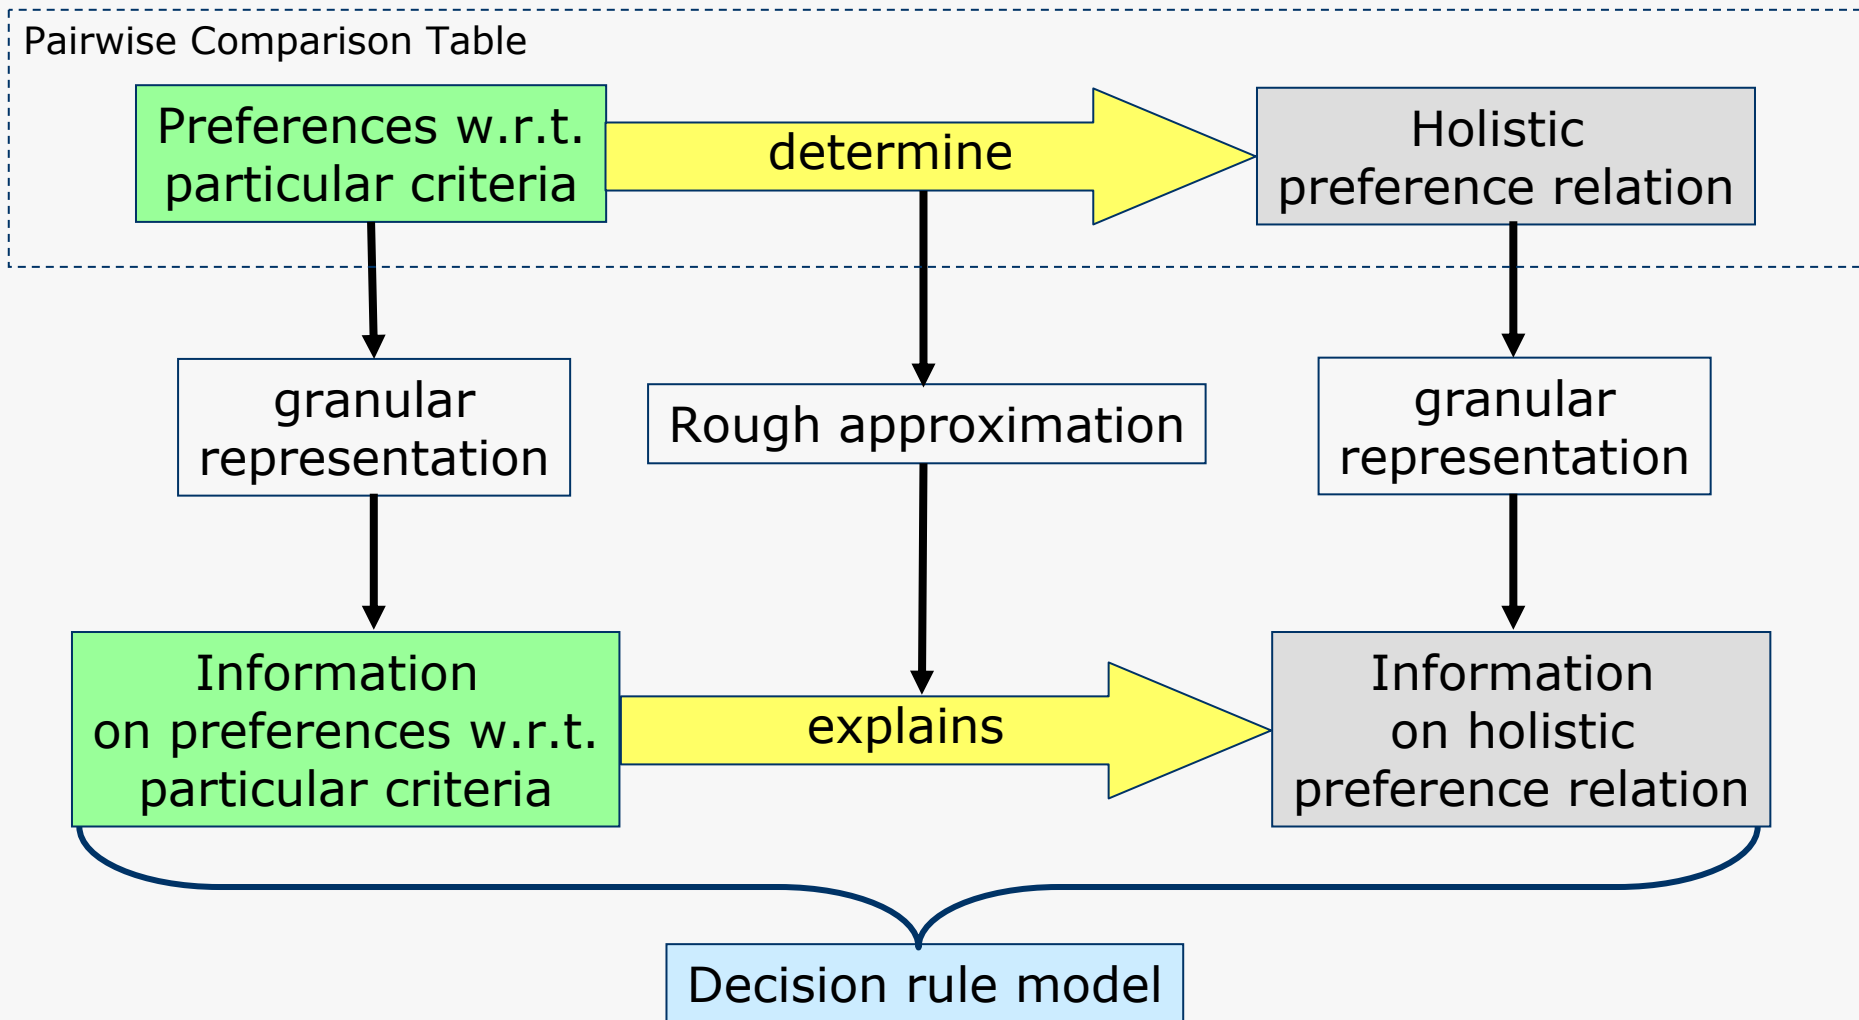 Pairwise Comparison Table
Preferences w.r.t.
particular criteria
determine
Holistic
preference relation
granular
representation
Rough approximation
granular
representation
Information
on preferences w.r.t.
particular criteria
explains
Information
on holistic
preference relation
Decision rule model